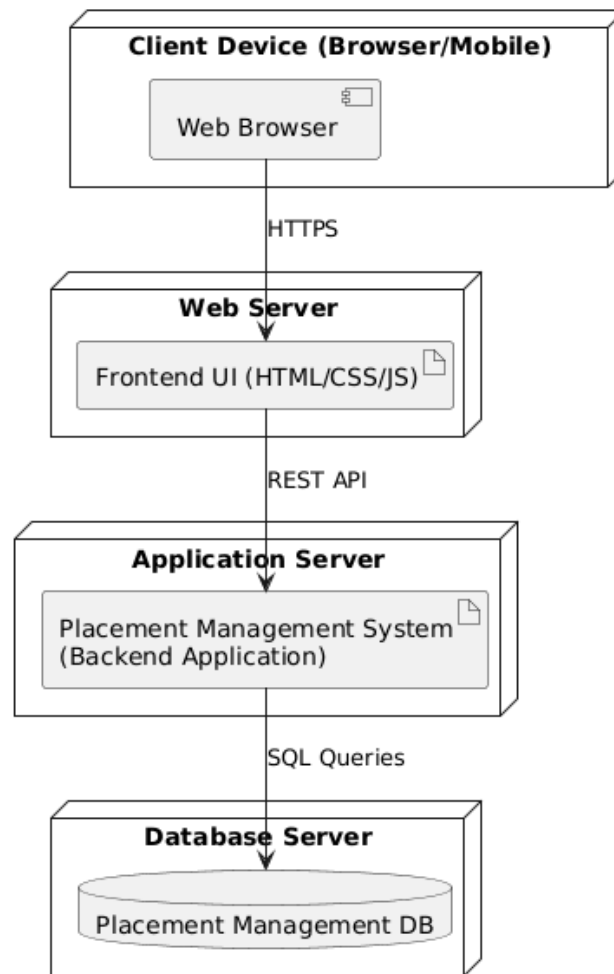 Client Device (Browser/Mobile)
Web Browser
HTTPS
Web Server
Frontend UI (HTML/CSS/JS)
REST API
Application Server
Placement Management System
(Backend Application)
SQL Queries
Database Server
Placement Management DB